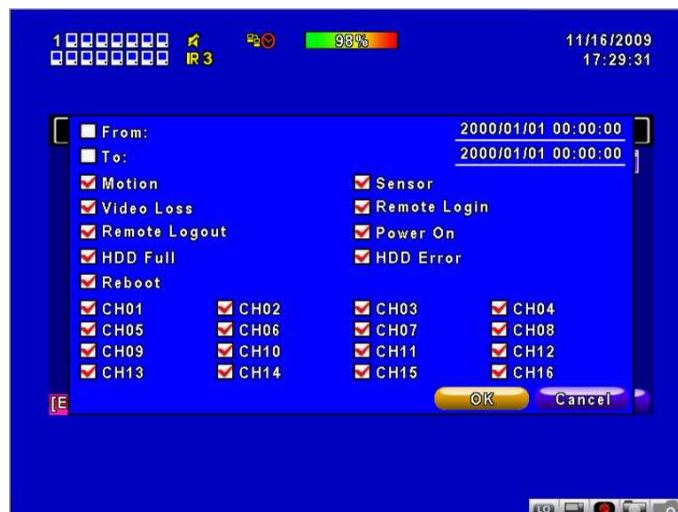 1 98% 11/16/2009
IR 3 17:29:31
From: 2000/01/01 00:00:00
To: 2000/01/01 00:00:00
Motion Sensor
Video Loss Remote Login
Remote Logout Power On
HDD Full HDD Error
Reboot
CH01 CH02 CH03 CH04
CH05 CH06 CH07 CH08
CH09 CH10 CH11 CH12
CH13 CH14 CH15 CH16
[E OK Cancel